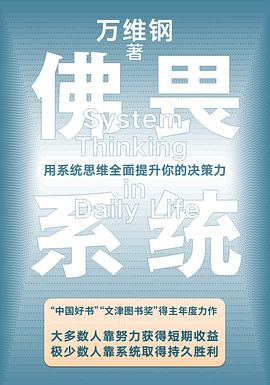 万维钢
著
佛畏
System
Thinking
用系统思维全面提升你的决策力
in
Daily Life
系统
“中国好书”“文津图书奖”得主年度力作
大多数人靠努力获得短期收益
极少数人靠系统取得持久胜利